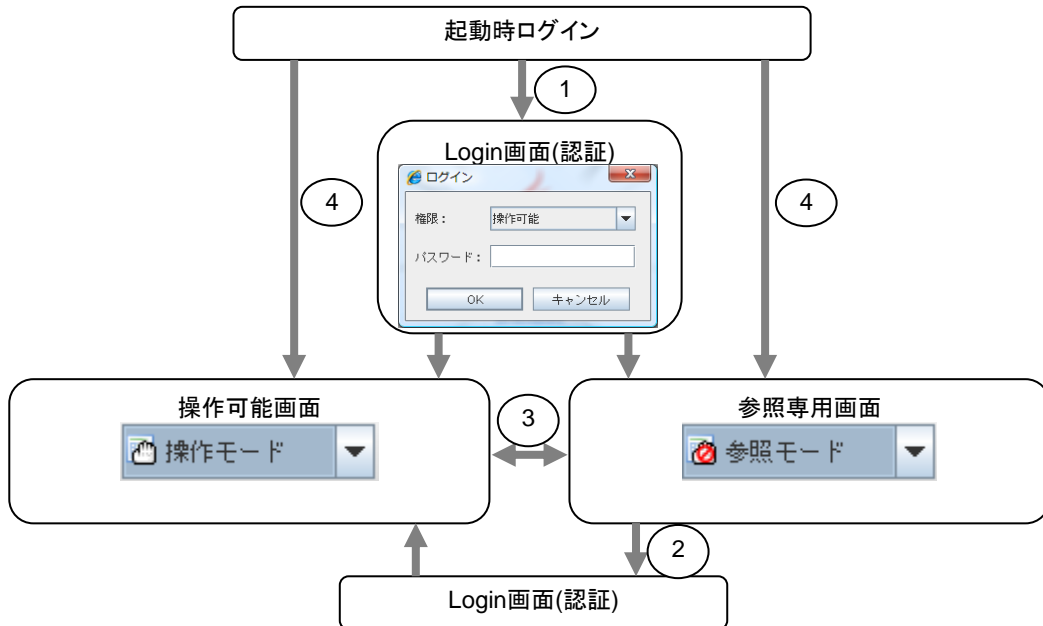 起動時ログイン
1
Login画面(認証)
ログイン
権限：
操作可能
パスワード：
OK
キャンセル
4
4
操作可能画面
操作モード
3
参照専用画面
参照モード
2
Login画面(認証)